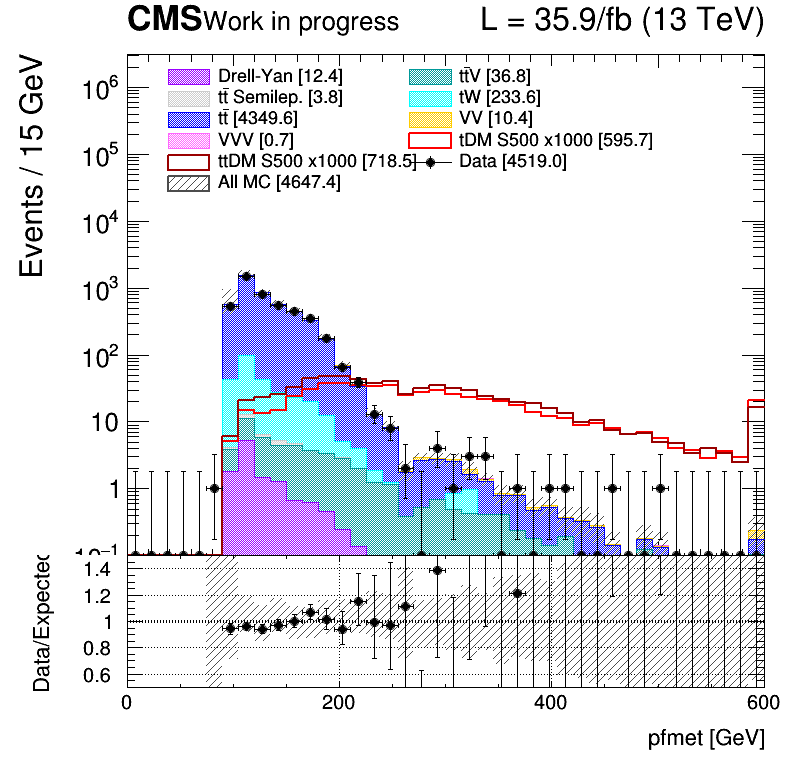 CMS Work in progress L = 35.9/fb (13 TeV)
Events / 15 GeV
Drell-Yan [12.4] tt̄V [36.8]
tt̄ Semilep. [3.8] tW [233.6]
tt̄ [4349.6] VV [10.4]
VVV [0.7] tDM S500 x1000 [595.7]
ttDM S500 x1000 [718.5] Data [4519.0]
All MC [4647.4]
10⁶
10⁵
10⁴
10³
10²
10
1
10⁻¹
Data/Expected
1.4
1.2
1
0.8
0.6
0 200 400 600
pfmet [GeV]